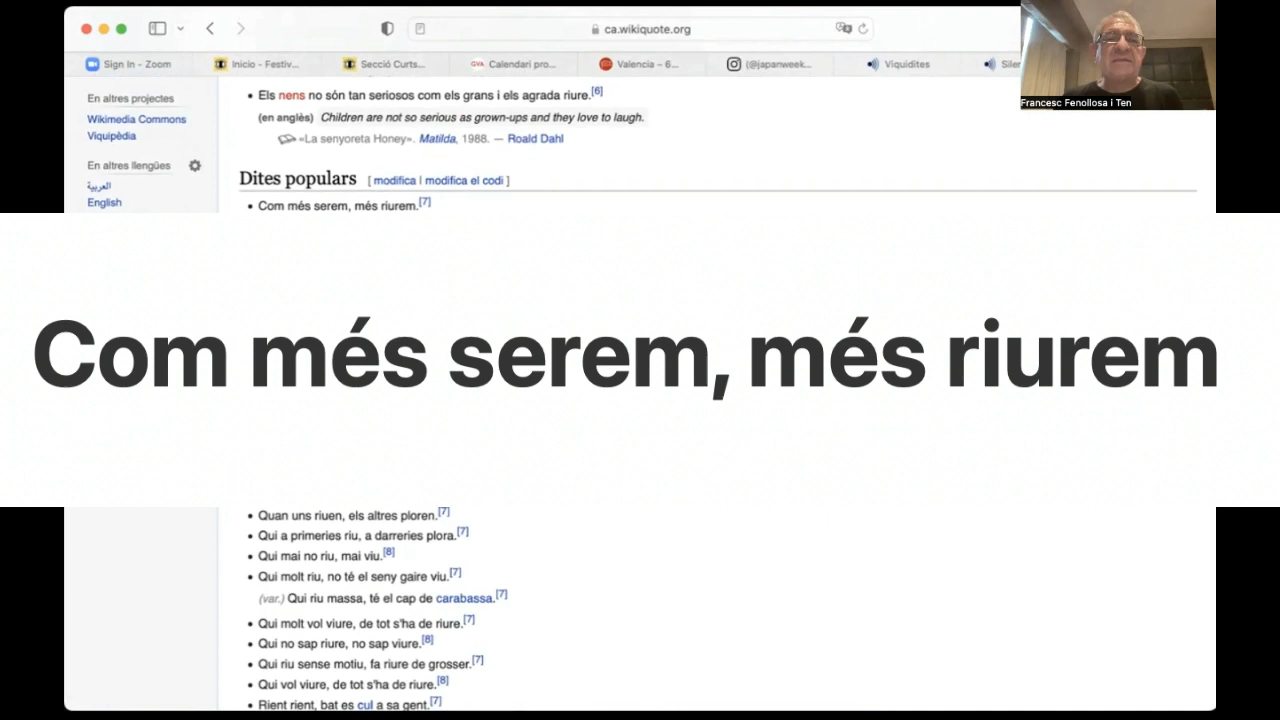 ca.wikiquote.org
Sign In - Zoom
Inicio - Festiv...
Secció Curts...
GVA Calendari pro...
Valencia – 6...
(@japanweek...
Viquidites
Siler
Francesc Fenollosa i Ten
En altres projectes
Wikimedia Commons
Viquipèdia
En altres llengües
العربية
English
Els nens no són tan seriosos com els grans i els agrada riure.[6]
(en anglès) Children are not so serious as grown-ups and they love to laugh.
«La senyoreta Honey». Matilda, 1988. — Roald Dahl
Dites populars [ modifica | modifica el codi ]
Com més serem, més riurem.[7]
Com més serem, més riurem
Quan uns riuen, els altres ploren.[7]
Qui a primeries riu, a darreries plora.[7]
Qui mai no riu, mai viu.[8]
Qui molt riu, no té el seny gaire viu.[7]
(var.) Qui riu massa, té el cap de carabassa.[7]
Qui molt vol viure, de tot s'ha de riure.[7]
Qui no sap riure, no sap viure.[8]
Qui riu sense motiu, fa riure de grosser.[7]
Qui vol viure, de tot s'ha de riure.[8]
Rient rient, bat es cul a sa gent.[7]